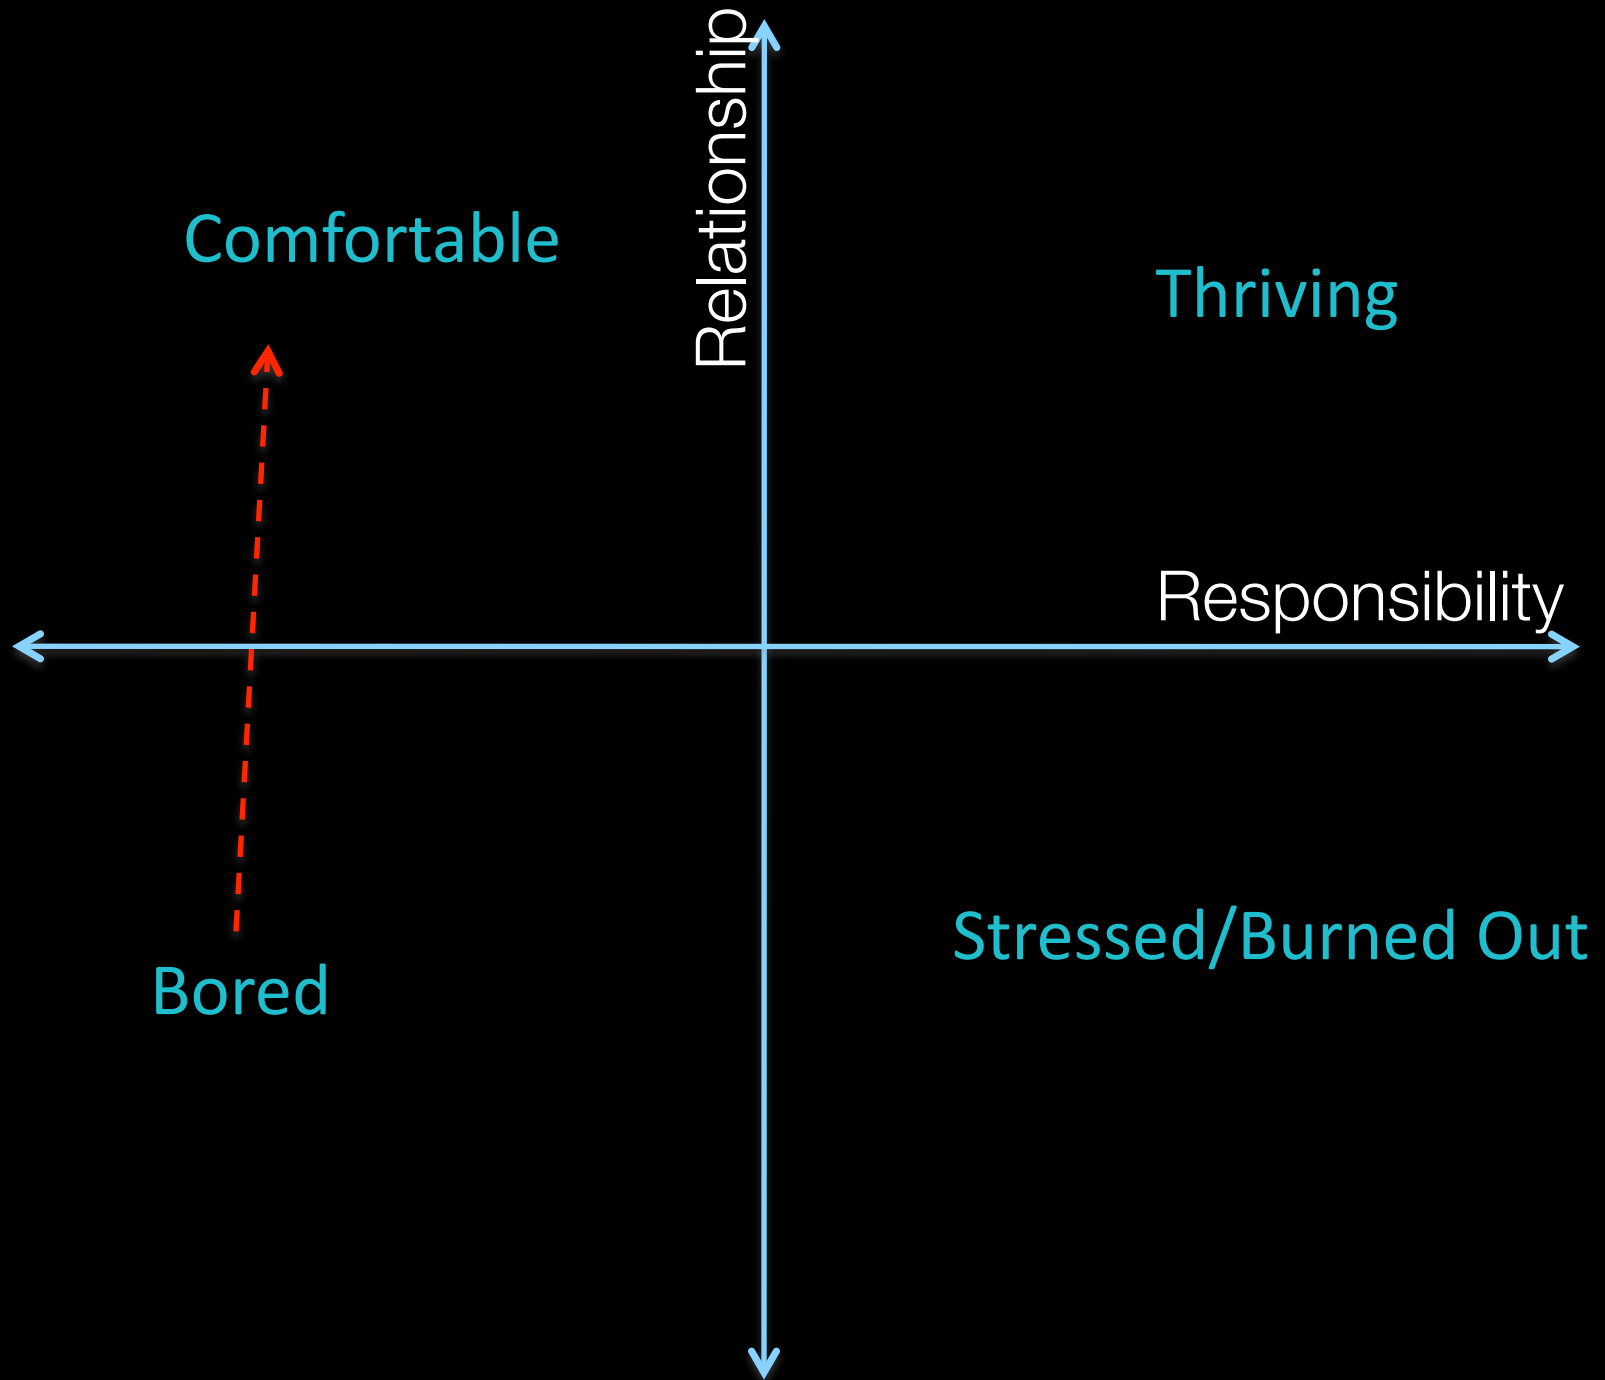 Relationship
Comfortable
Thriving
Responsibility
Stressed/Burned Out
Bored